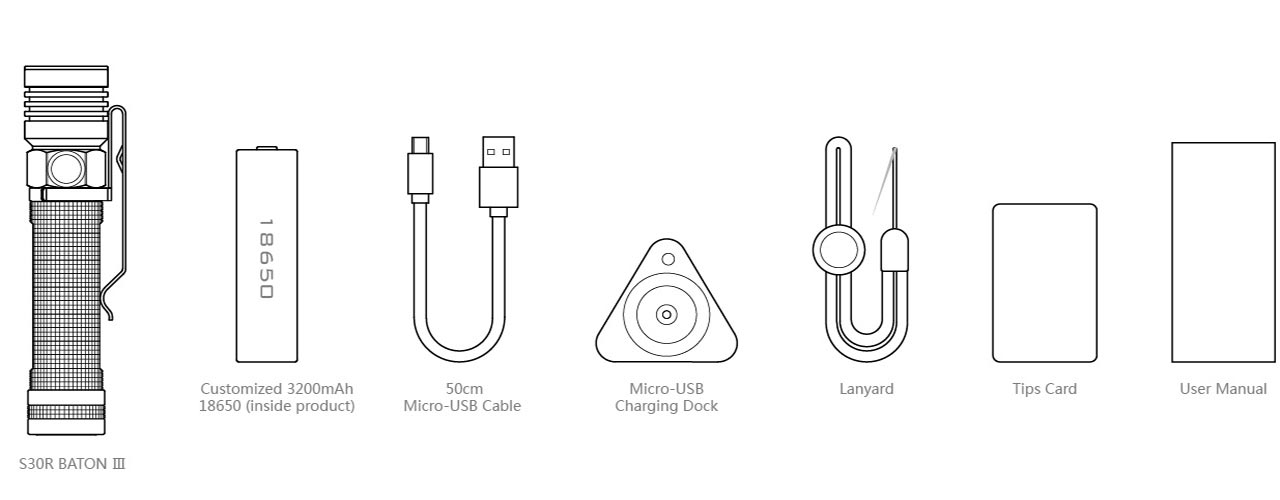 18650
S30R BATON Ⅲ
Customized 3200mAh
18650 (inside product)
50cm
Micro-USB Cable
Micro-USB
Charging Dock
Lanyard
Tips Card
User Manual